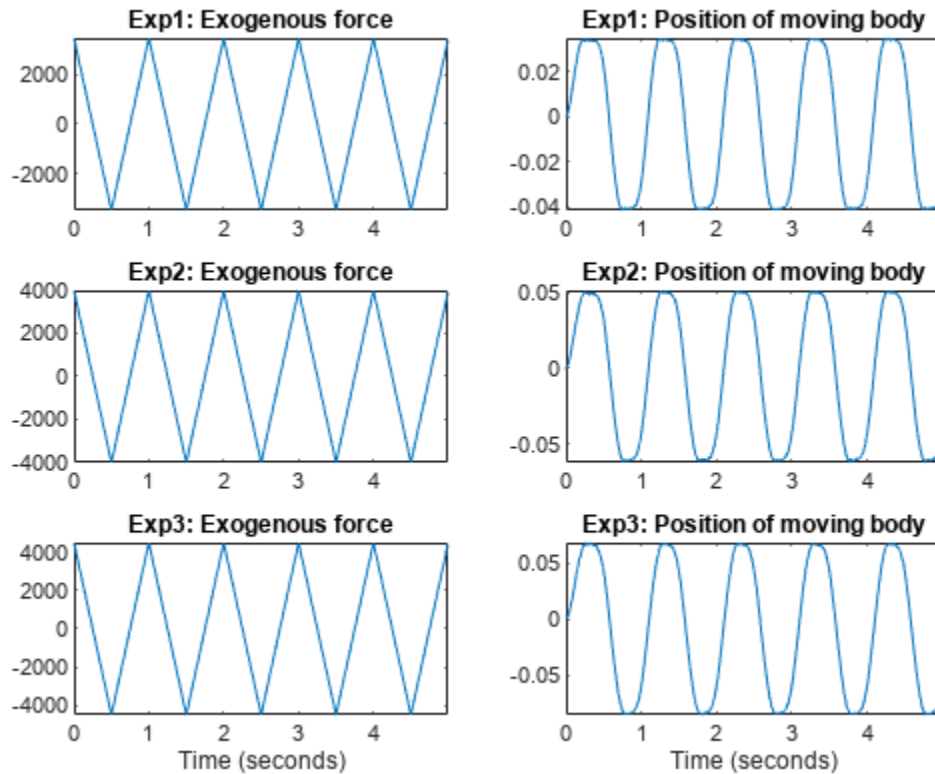 Exp1: Exogenous force
2000
0
-2000
0 1 2 3 4
Exp1: Position of moving body
0.02
0
-0.02
-0.04
0 1 2 3 4
Exp2: Exogenous force
4000
2000
0
-2000
-4000
0 1 2 3 4
Exp2: Position of moving body
0.05
0
-0.05
0 1 2 3 4
Exp3: Exogenous force
4000
2000
0
-2000
-4000
0 1 2 3 4
Time (seconds)
Exp3: Position of moving body
0.05
0
-0.05
0 1 2 3 4
Time (seconds)